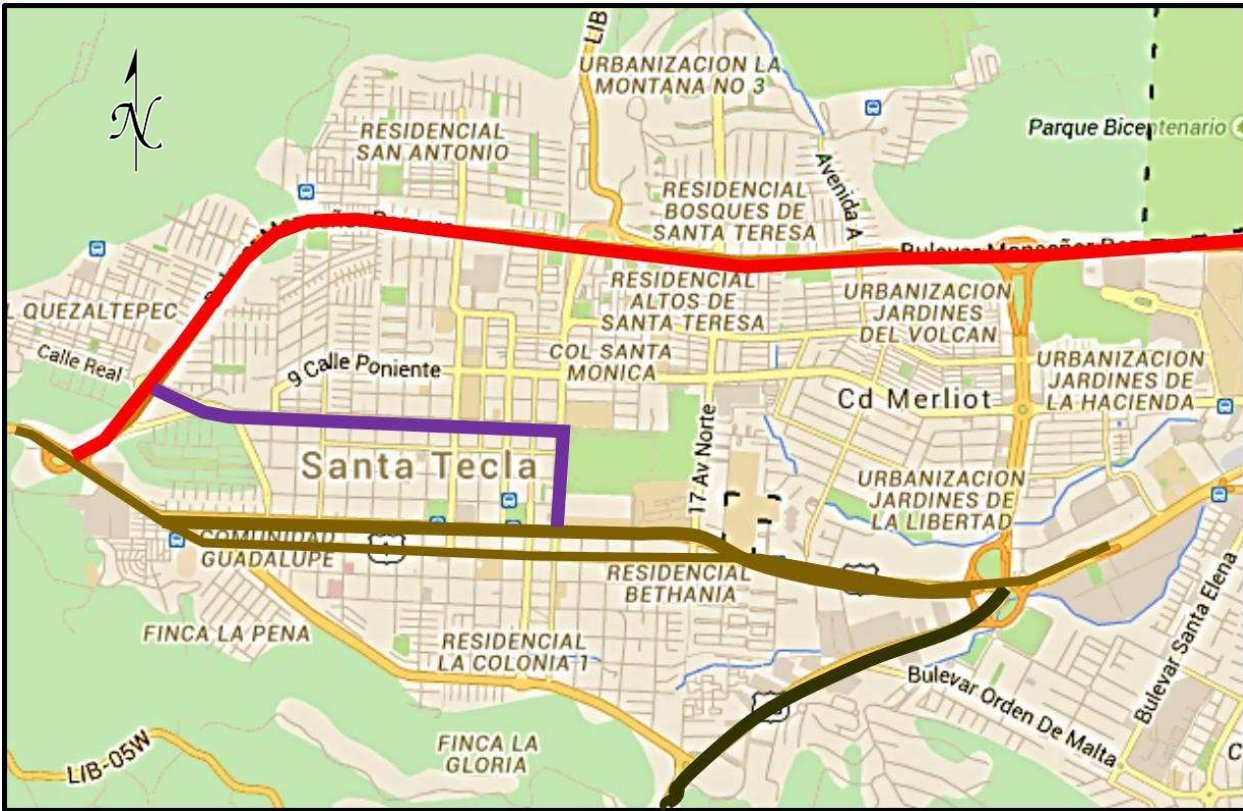 LIB
URBANIZACION LA
MONTANA NO 3
N
RESIDENCIAL
SAN ANTONIO
Parque Bicentenario
Avenida A
RESIDENCIAL
BOSQUES DE
SANTA TERESA
Bulevar Monseñor
RESIDENCIAL
ALTOS DE
SANTA TERESA
URBANIZACION
JARDINES
DEL VOLCAN
L QUEZALTEPEC
Calle Real
9 Calle Poniente
COL SANTA
MONICA
URBANIZACION
JARDINES DE
LA HACIENDA
Cd Merliot
17 Av Norte
Santa Tecla
URBANIZACION
JARDINES DE
LA LIBERTAD
COMUNIDAD
GUADALUPE
RESIDENCIAL
BETHANIA
FINCA LA PENA
RESIDENCIAL
LA COLONIA 1
Bulevar Santa Elena
Bulevar Orden De Malta
FINCA LA
GLORIA
LIB-05W
C